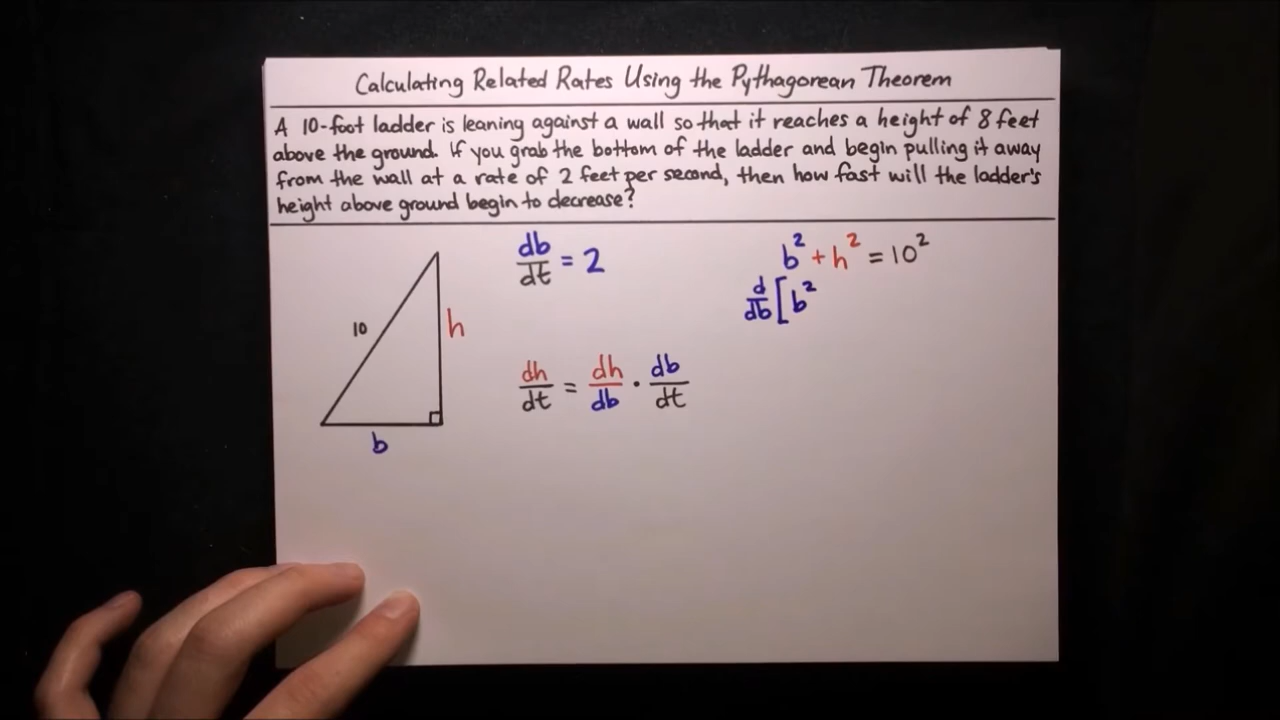 Calculating Related Rates Using the Pythagorean Theorem
A 10-foot ladder is leaning against a wall so that it reaches a height of 8 feet
above the ground. If you grab the bottom of the ladder and begin pulling it away
from the wall at a rate of 2 feet per second, then how fast will the ladder's
height above ground begin to decrease?
db/dt = 2
b² + h² = 10²
d/db [b²
10
h
b
dh/dt = dh/db · db/dt